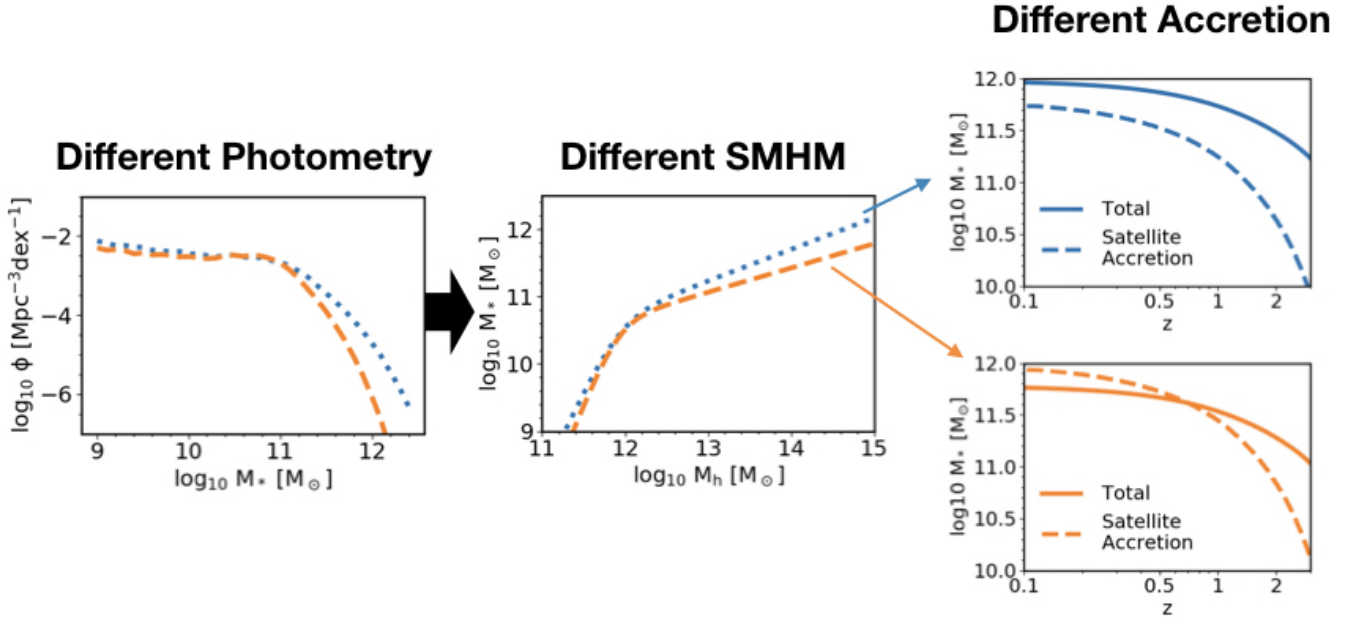 Different Accretion
Different Photometry
Different SMHM
log₁₀ ϕ [Mpc⁻³dex⁻¹]
−2
−4
−6
9 10 11 12
log₁₀ M* [M⊙]
log₁₀ M* [M⊙]
12
11
10
9
11 12 13 14 15
log₁₀ Mₕ [M⊙]
log10 M* [M⊙]
12.0
11.5
11.0
10.5
10.0
Total
Satellite
Accretion
0.1 0.5 1 2
z
log10 M* [M⊙]
12.0
11.5
11.0
10.5
10.0
Total
Satellite
Accretion
0.1 0.5 1 2
z